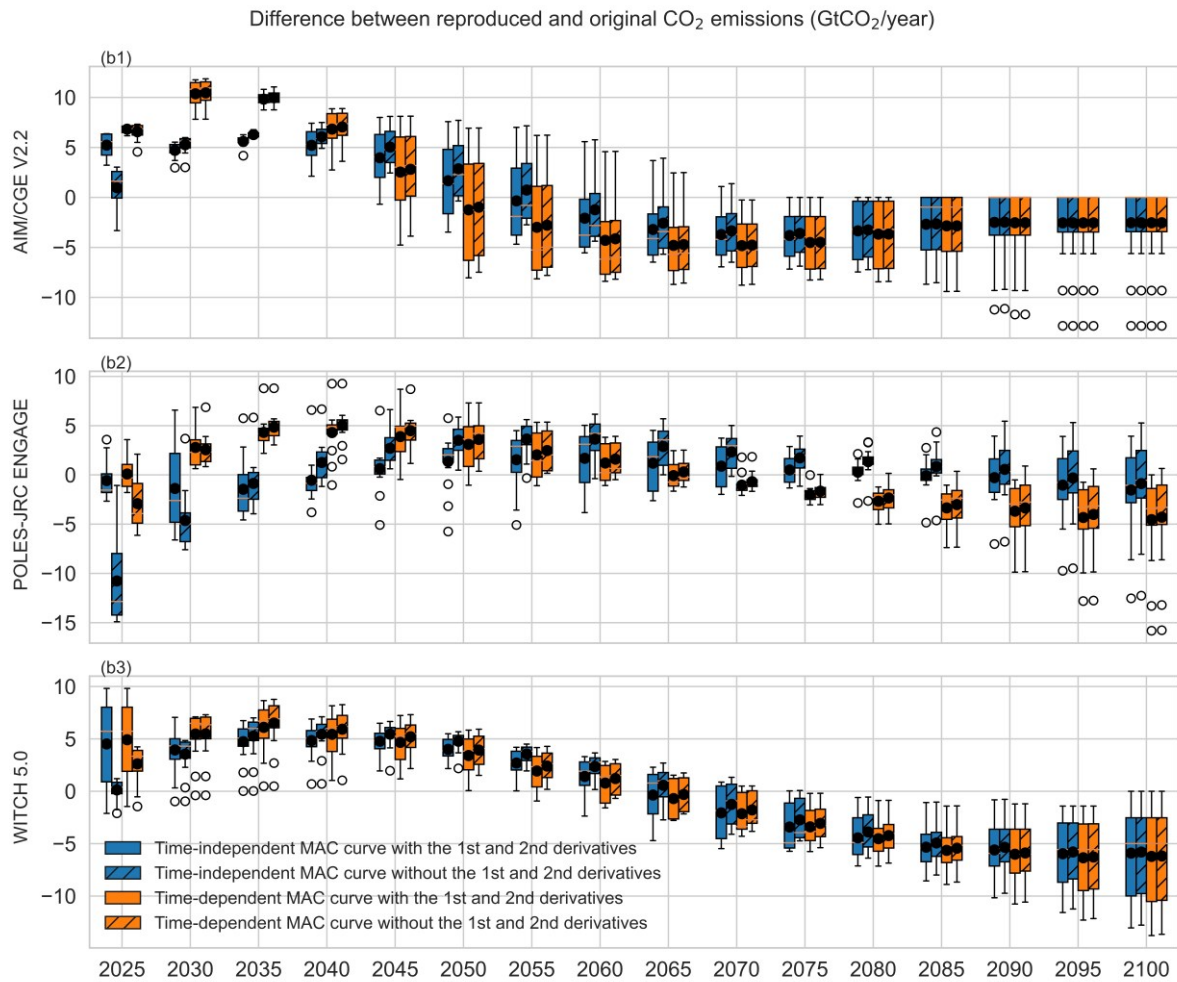 Difference between reproduced and original CO₂ emissions (GtCO₂/year)
(b1)
AIM/CGE V2.2
10
5
0
−5
−10
(b2)
POLES-JRC ENGAGE
10
5
0
−5
−10
−15
(b3)
WITCH 5.0
10
5
0
−5
−10
Time-independent MAC curve with the 1st and 2nd derivatives
Time-independent MAC curve without the 1st and 2nd derivatives
Time-dependent MAC curve with the 1st and 2nd derivatives
Time-dependent MAC curve without the 1st and 2nd derivatives
2025 2030 2035 2040 2045 2050 2055 2060 2065 2070 2075 2080 2085 2090 2095 2100